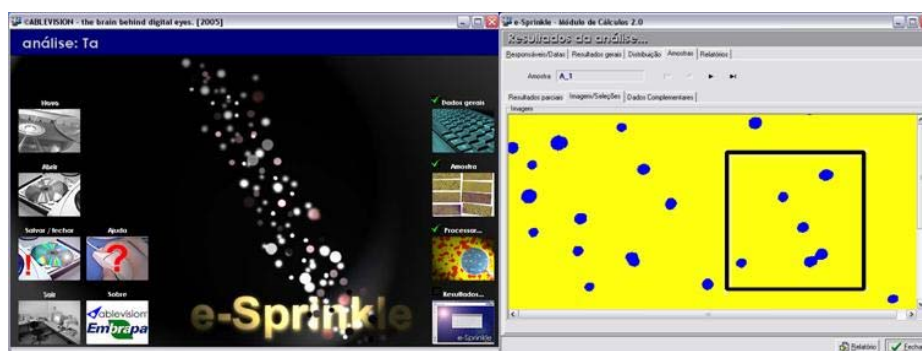 ©ABLEVISION - the brain behind digital eyes. [2005]
análise: Ta
Novo
Abrir
Salvar / fechar
Ajuda
Sair
Sobre
ablevision
Embrapa
Dados gerais
Amostra
Processar...
Resultados...
e-Sprinkle
e-Sprinkle
e-Sprinkle - Módulo de Cálculos 2.0
Resultados da análise...
Responsáveis/Datas Resultados gerais Distribuição Amostras Relatórios
Amostra A_1
Resultados parciais Imagem/Seleções Dados Complementares
Imagem
Relatório Fechar